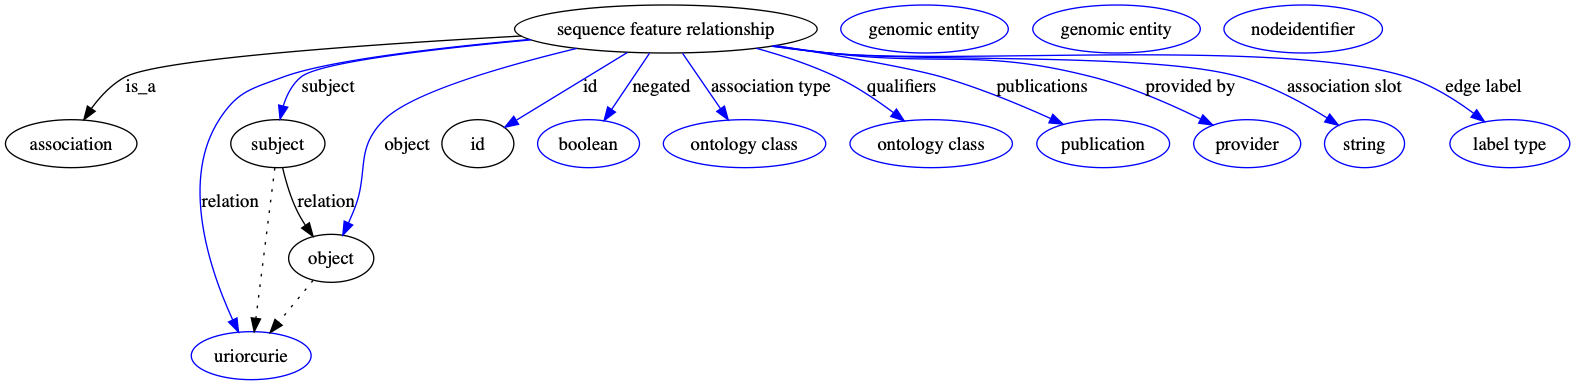 sequence feature relationship
genomic entity
genomic entity
nodeidentifier
is_a
subject
object
id
negated
association type
qualifiers
publications
provided by
association slot
edge label
association
subject
id
boolean
ontology class
ontology class
publication
provider
string
label type
relation
relation
object
uriorcurie